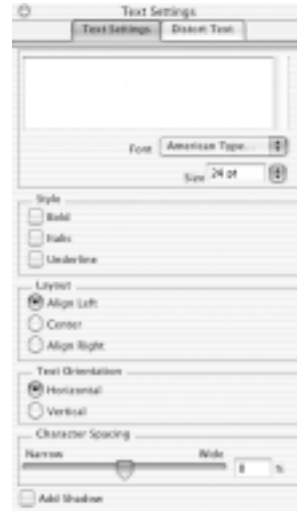 Text Settings
Text Settings Distort Text
Font American Type...
Size 24 pt
Style
Bold
Italic
Underline
Layout
Align Left
Center
Align Right
Text Orientation
Horizontal
Vertical
Character Spacing
Narrow Wide
0 %
Add Shadow